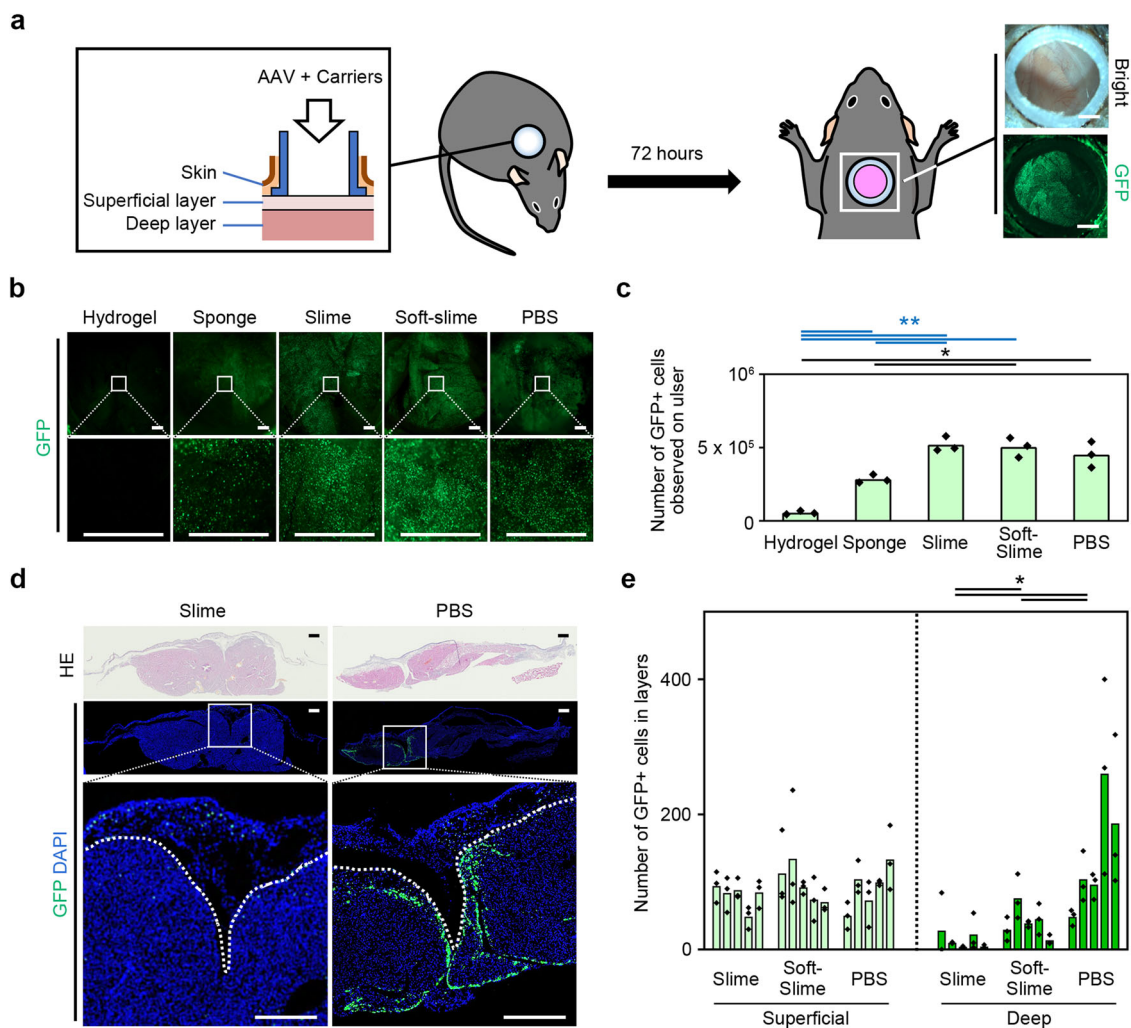 a
AAV + Carriers
Skin
Superficial layer
Deep layer
72 hours
Bright
GFP
b
Hydrogel Sponge Slime Soft-slime PBS
GFP
c
**
*
Number of GFP+ cells
observed on ulser
10⁶
5 x 10⁵
0
Hydrogel Sponge Slime Soft-
Slime PBS
d
Slime PBS
HE
GFP DAPI
e
*
Number of GFP+ cells in layers
400
200
0
Slime Soft-
Slime PBS Slime Soft-
Slime PBS
Superficial Deep